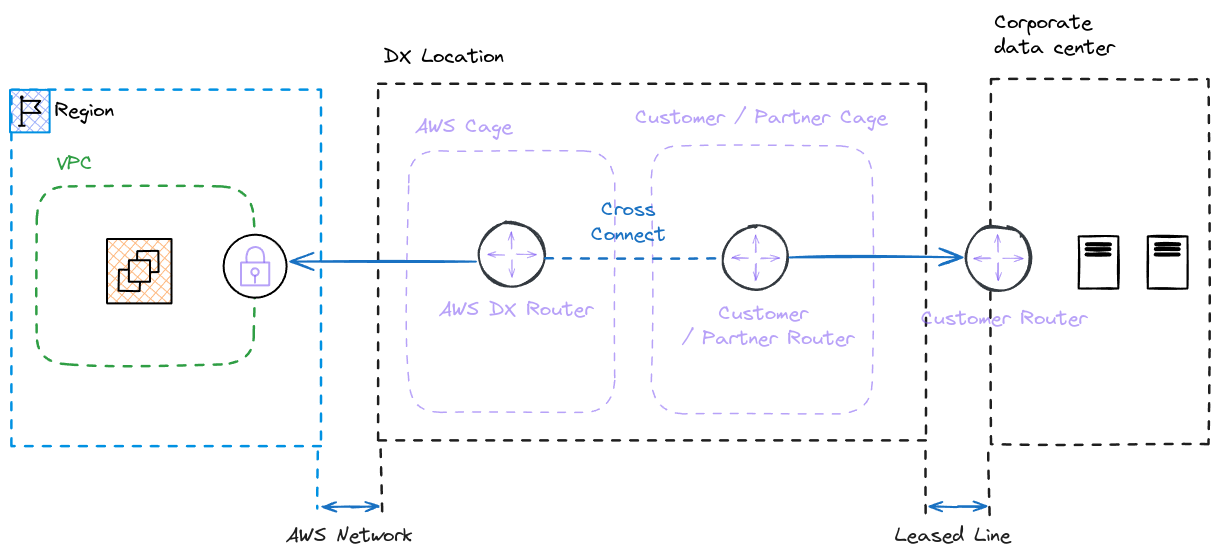 Corporate
data center
DX Location
Region
AWS Cage
Customer / Partner Cage
VPC
Cross
Connect
AWS DX Router
Customer
/ Partner Router
Customer Router
AWS Network
Leased Line